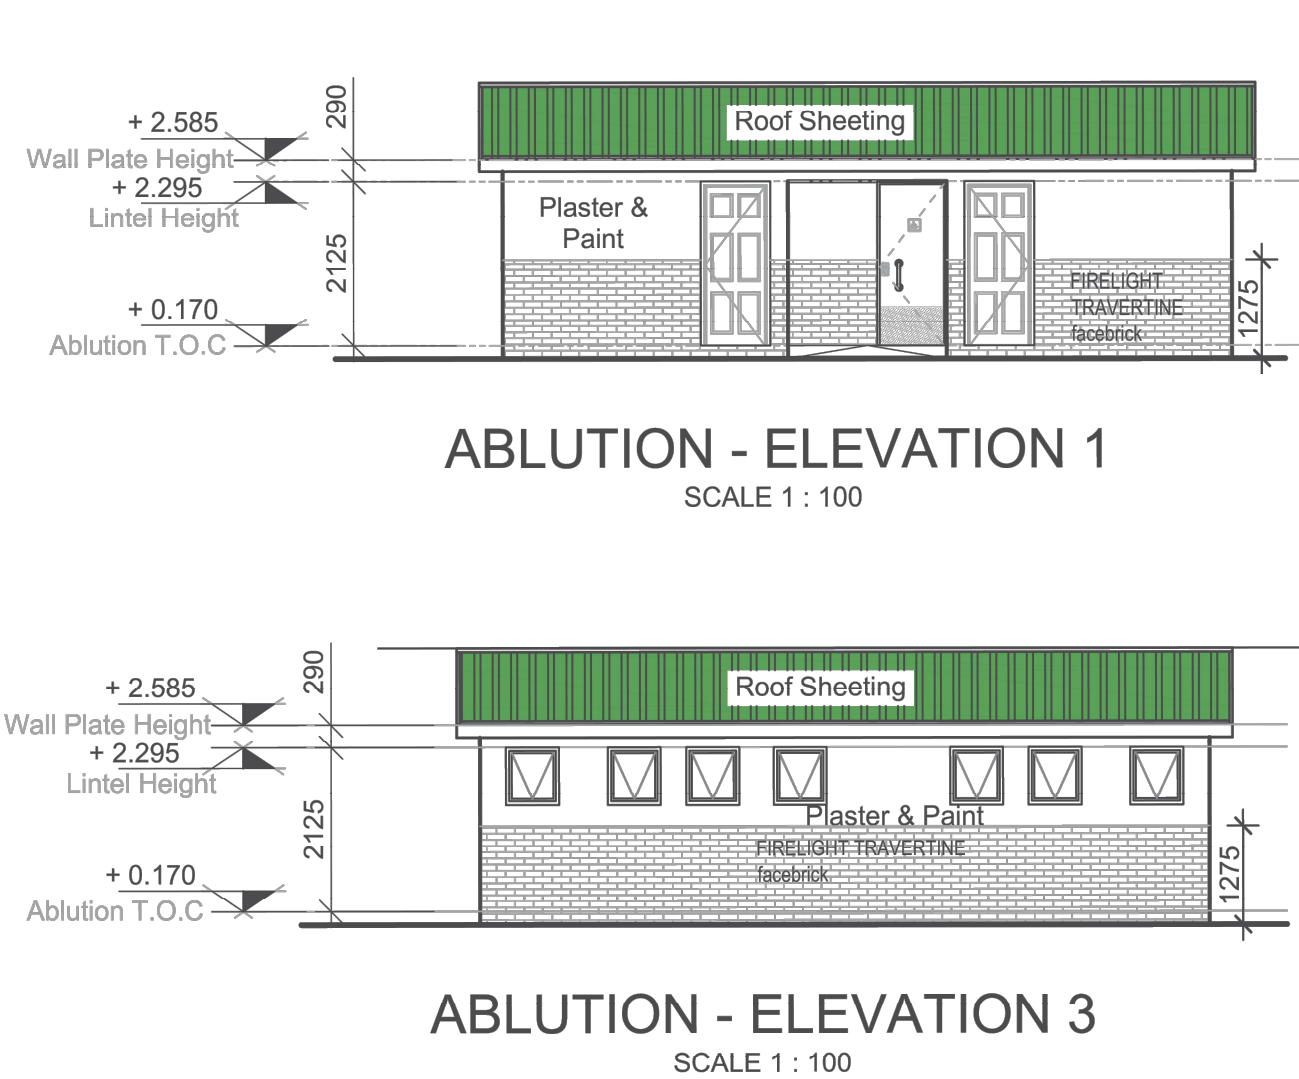 290
Roof Sheeting
+ 2.585
Wall Plate Height
+ 2.295
Lintel Height
Plaster &
Paint
2125
FIRELIGHT
TRAVERTINE
facebrick
1275
+ 0.170
Ablution T.O.C
ABLUTION - ELEVATION 1
SCALE 1 : 100
290
Roof Sheeting
+ 2.585
Wall Plate Height
+ 2.295
Lintel Height
2125
Plaster & Paint
FIRELIGHT TRAVERTINE
facebrick
1275
+ 0.170
Ablution T.O.C
ABLUTION - ELEVATION 3
SCALE 1 : 100